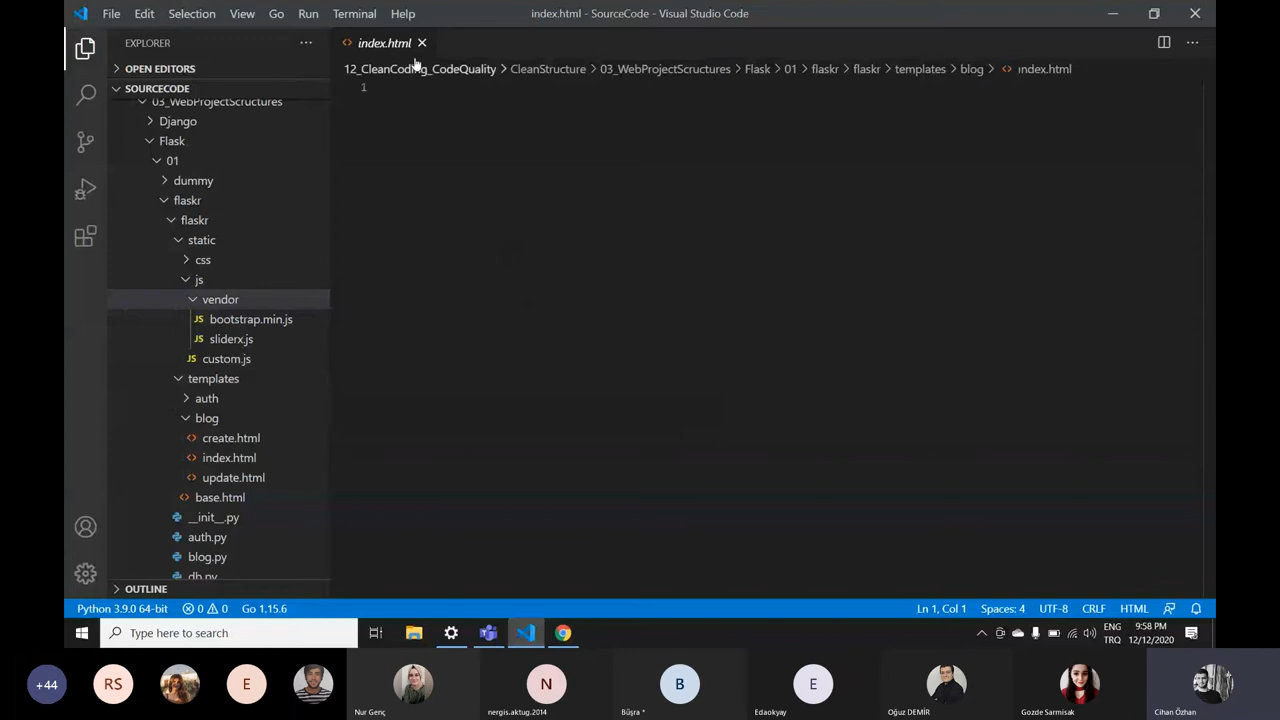 File Edit Selection View Go Run Terminal Help
index.html - SourceCode - Visual Studio Code
EXPLORER
index.html
OPEN EDITORS
12_CleanCoding_CodeQuality > CleanStructure > 03_WebProjectScructures > Flask > 01 > flaskr > flaskr > templates > blog > index.html
SOURCECODE
1
03_WebProjectScructures
Django
Flask
01
dummy
flaskr
flaskr
static
css
js
vendor
JS bootstrap.min.js
JS sliderx.js
JS custom.js
templates
auth
blog
create.html
index.html
update.html
base.html
__init__.py
auth.py
blog.py
db.py
OUTLINE
Python 3.9.0 64-bit 0 0 Go 1.15.6
Ln 1, Col 1 Spaces: 4 UTF-8 CRLF HTML
Type here to search
ENG
TRQ
9:58 PM
12/12/2020
+44 RS E N B E
Nur Genç nergis.aktug.2014 Büşra * Edaokyay Oğuz DEMİR Gozde Sarmisak Cihan Özhan